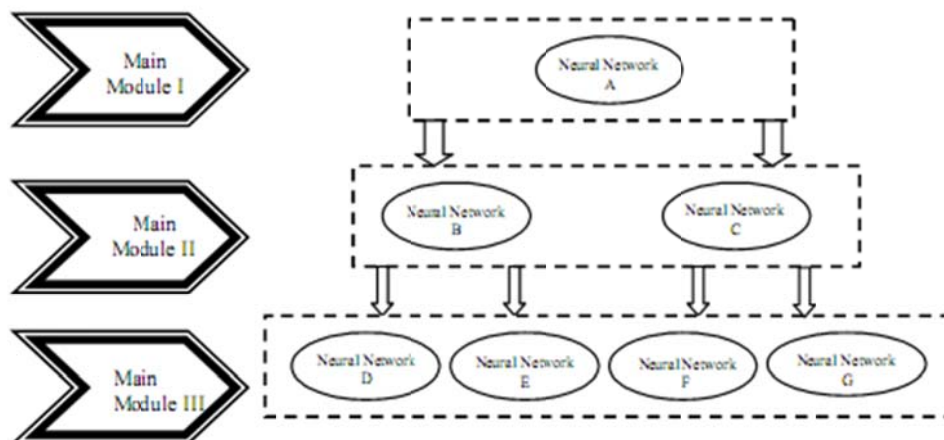 Main
Module I
Neural Network
A
Main
Module II
Neural Network
B
Neural Network
C
Main
Module III
Neural Network
D
Neural Network
E
Neural Network
F
Neural Network
G